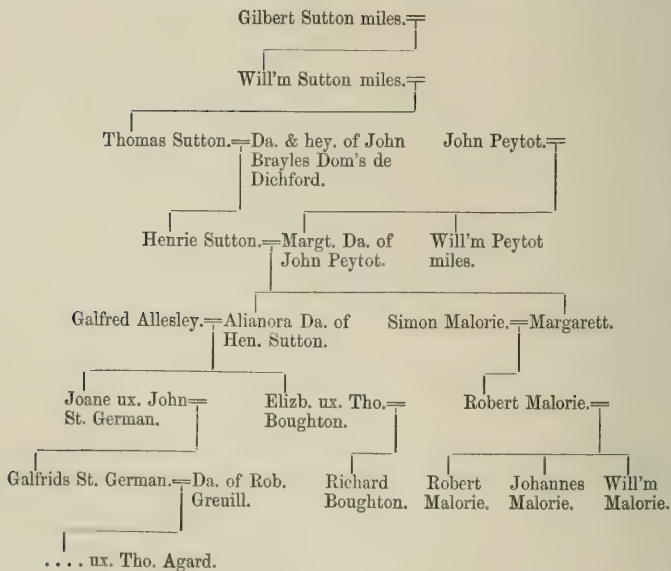 Gilbert Sutton miles.
Will'm Sutton miles.
Thomas Sutton.=Da. & hey. of John
Brayles Dom's de
Dichford.
John Peytot.
Henrie Sutton.=Margt. Da. of
John Peytot.
Will'm Peytot
miles.
Galfred Allesley.=Alianora Da. of
Hen. Sutton.
Simon Malorie.=Margarett.
Joane ux. John
St. German.
Elizb. ux. Tho.
Boughton.
Robert Malorie.
Galfrids St. German.=Da. of Rob.
Greuill.
Richard
Boughton.
Robert
Malorie.
Johannes
Malorie.
Will'm
Malorie.
.... ux. Tho. Agard.